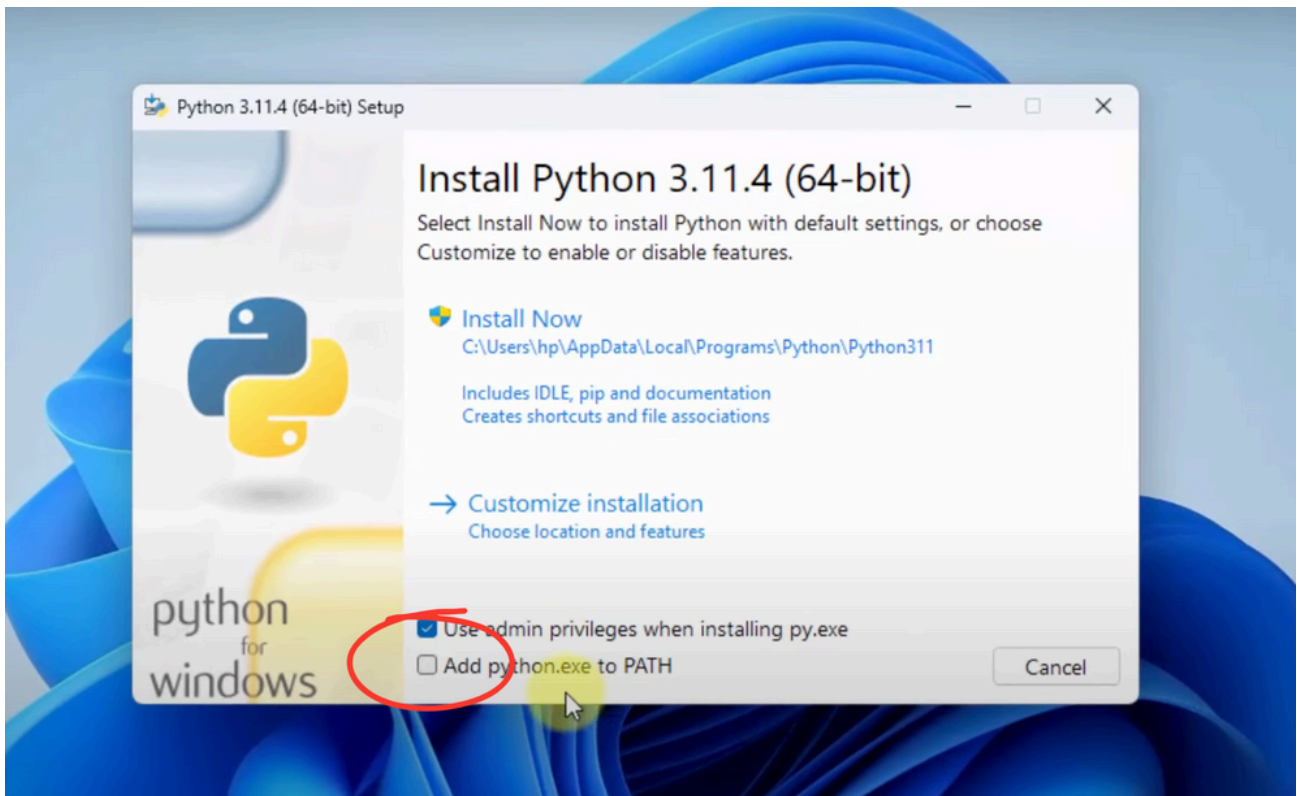 Python 3.11.4 (64-bit) Setup
Install Python 3.11.4 (64-bit)
Select Install Now to install Python with default settings, or choose
Customize to enable or disable features.
Install Now
C:\Users\hp\AppData\Local\Programs\Python\Python311
Includes IDLE, pip and documentation
Creates shortcuts and file associations
Customize installation
Choose location and features
python
for
windows
Use admin privileges when installing py.exe
Add python.exe to PATH
Cancel